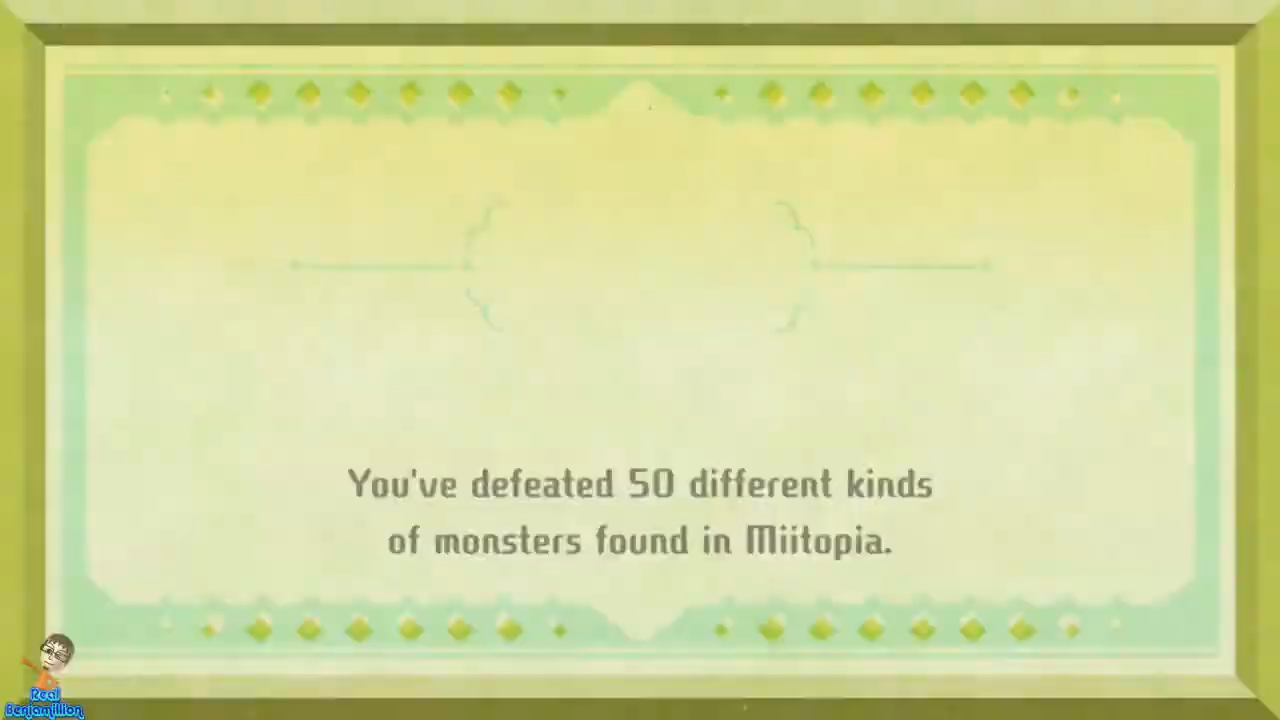 You've defeated 50 different kinds
of monsters found in Miitopia.
Real
Benjamillion